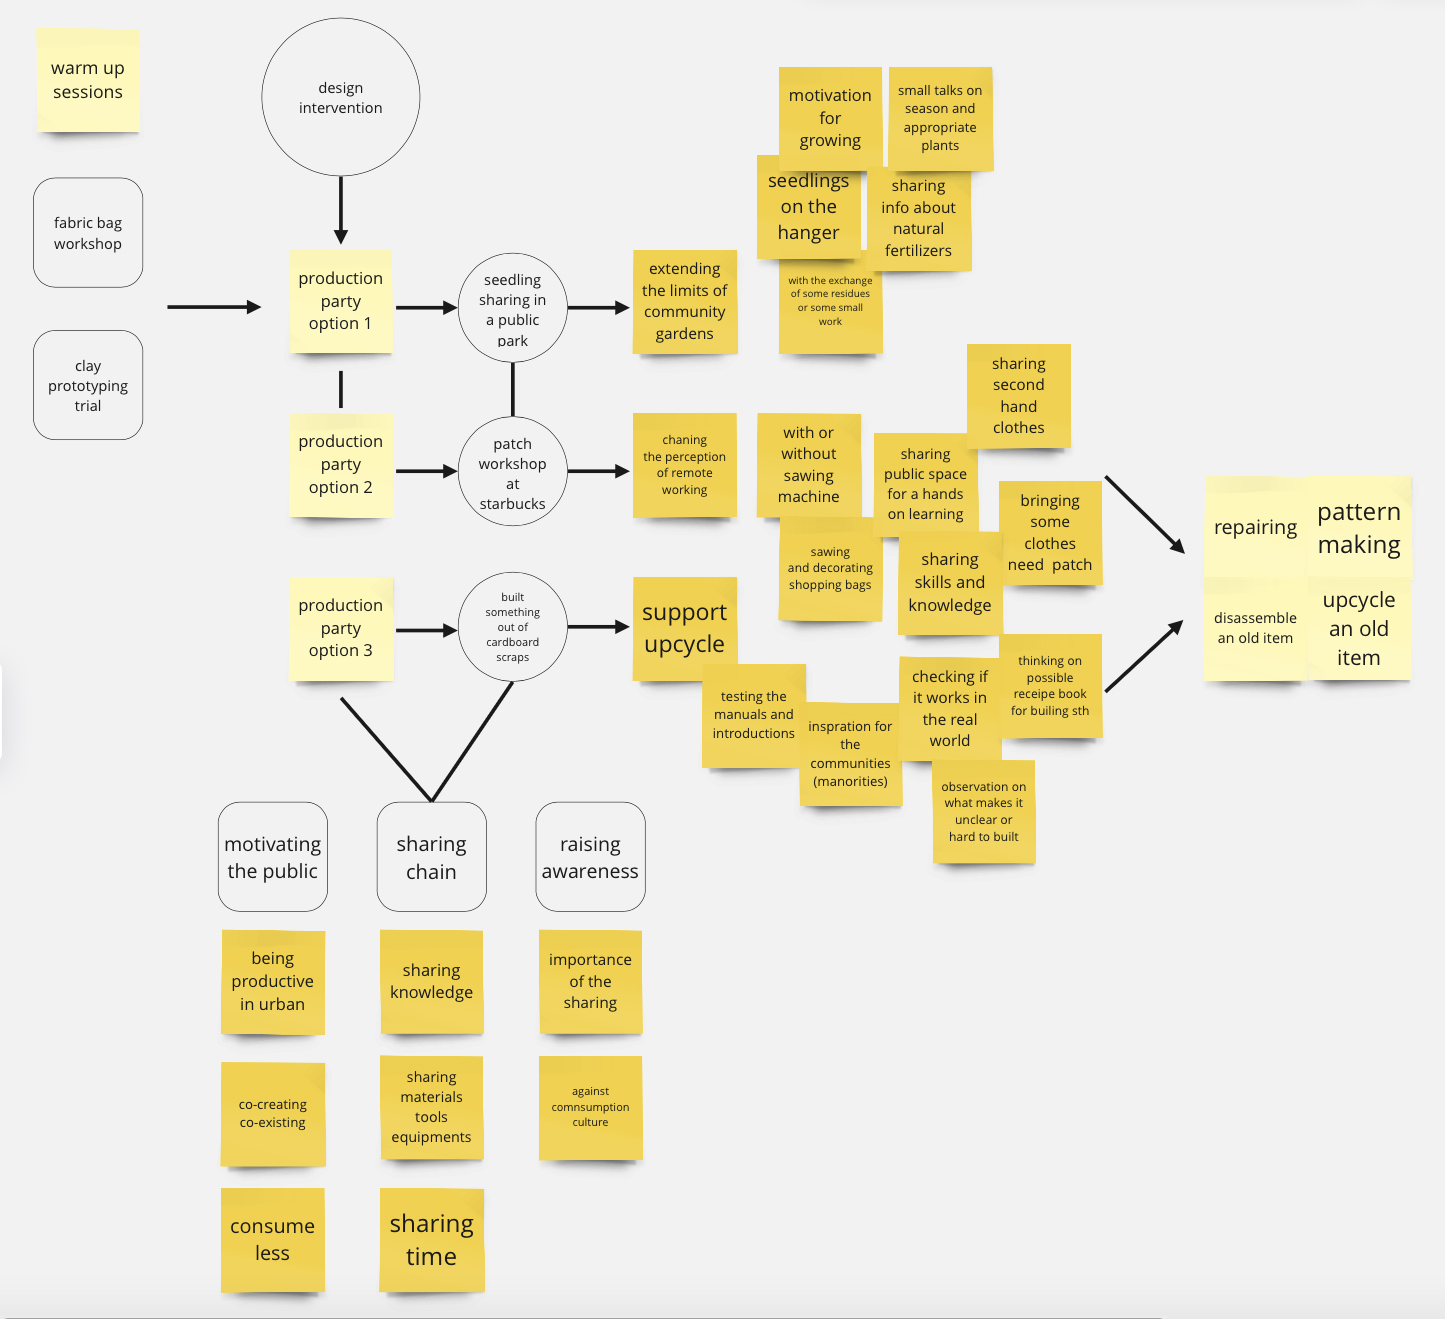 warm up
sessions
design
intervention
fabric bag
workshop
clay
prototyping
trial
production
party
option 1
seedling
sharing in
a public
park
extending
the limits of
community
gardens
motivation
for
growing
small talks on
season and
appropriate
plants
seedlings
on the
hanger
sharing
info about
natural
fertilizers
with the exchange
of some residues
or some small
work
production
party
option 2
patch
workshop
at
starbucks
chaning
the perception
of remote
working
with or
without
sawing
machine
sharing
public space
for a hands
on learning
sharing
second
hand
clothes
bringing
some
clothes
need patch
sawing
and decorating
shopping bags
sharing
skills and
knowledge
production
party
option 3
built
something
out of
cardboard
scraps
support
upcycle
testing the
manuals and
introductions
inspration for
the
communities
(manorities)
checking if
it works in
the real
world
thinking on
possible
receipe book
for builing sth
observation on
what makes it
unclear or
hard to built
repairing
pattern
making
disassemble
an old item
upcycle
an old
item
motivating
the public
sharing
chain
raising
awareness
being
productive
in urban
sharing
knowledge
importance
of the
sharing
co-creating
co-existing
sharing
materials
tools
equipments
against
comnsumption
culture
consume
less
sharing
time